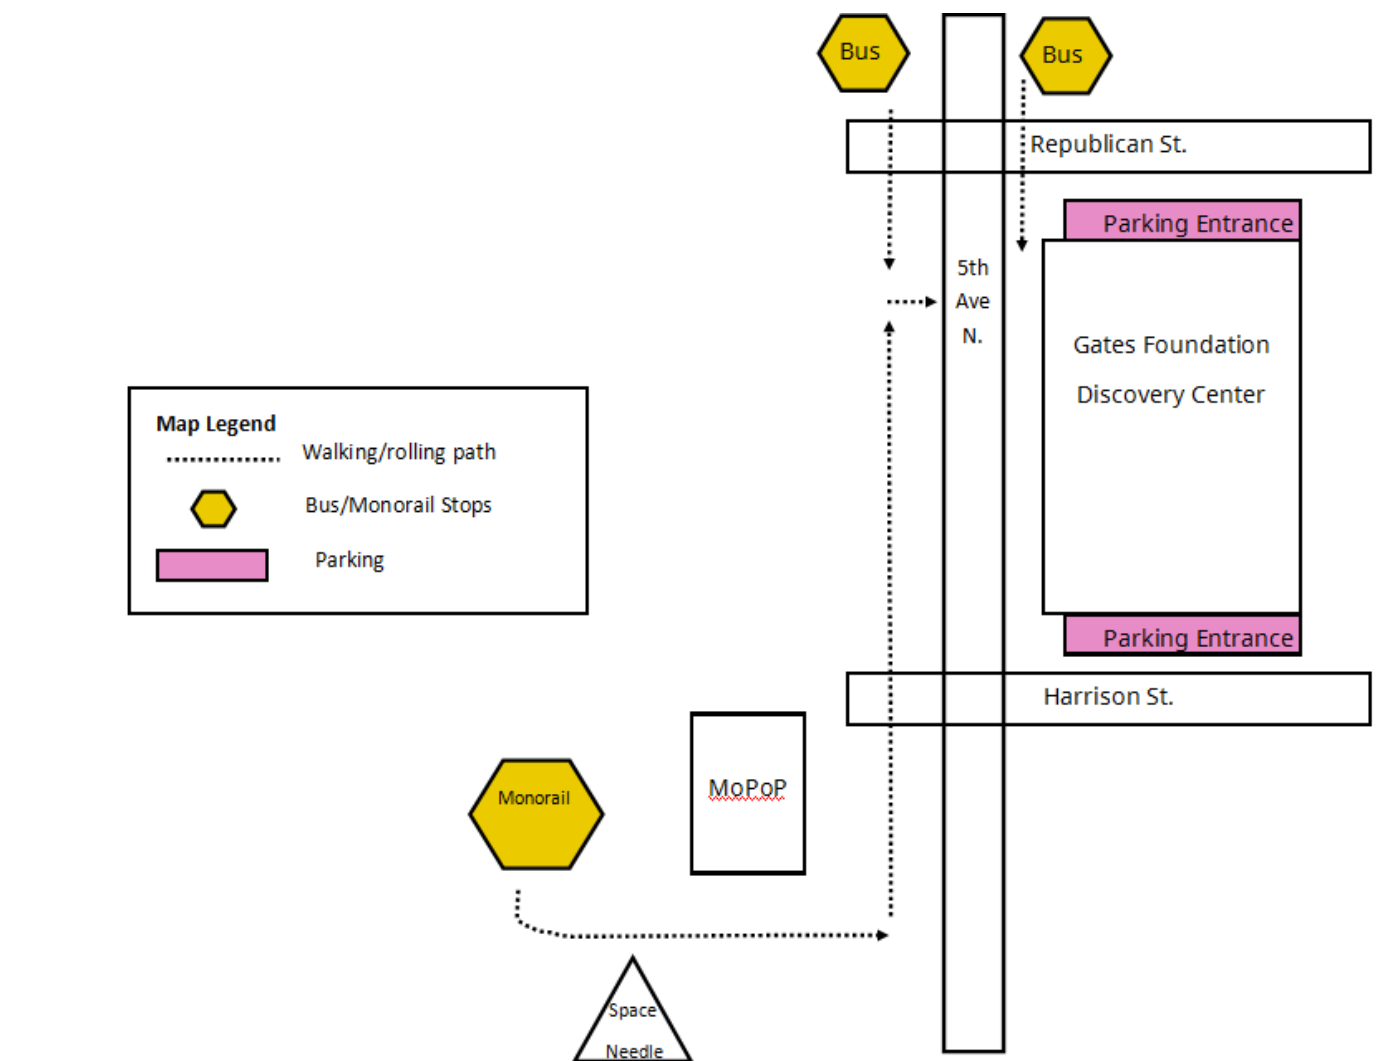 Bus
Bus
Republican St.
Parking Entrance
5th
Ave
N.
Gates Foundation
Discovery Center
Map Legend
Walking/rolling path
Bus/Monorail Stops
Parking
Parking Entrance
Harrison St.
MoPoP
Monorail
Space
Needle